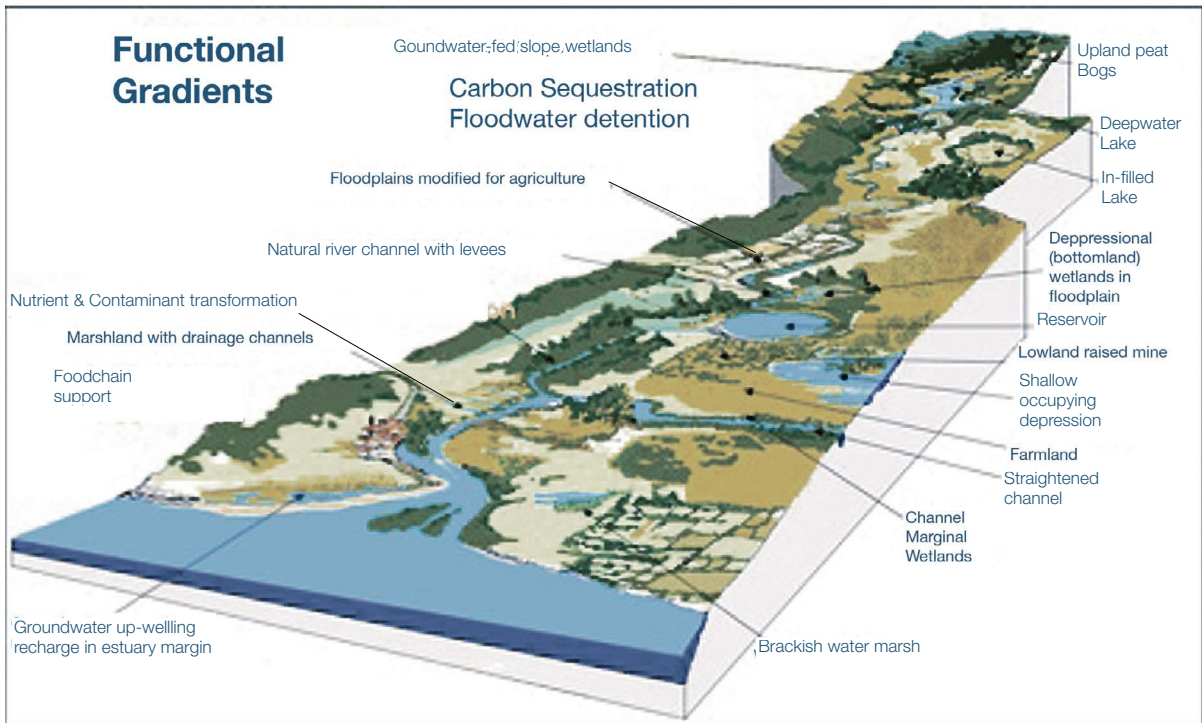 Functional
Gradients
Goundwater-fed slope wetlands
Carbon Sequestration
Floodwater detention
Upland peat
Bogs
Deepwater
Lake
In-filled
Lake
Floodplains modified for agriculture
Natural river channel with levees
Deppressional
(bottomland)
wetlands in
floodplain
Nutrient & Contaminant transformation
Reservoir
Marshland with drainage channels
Lowland raised mine
Foodchain
support
Shallow
occupying
depression
Farmland
Straightened
channel
Channel
Marginal
Wetlands
Groundwater up-wellling
recharge in estuary margin
Brackish water marsh